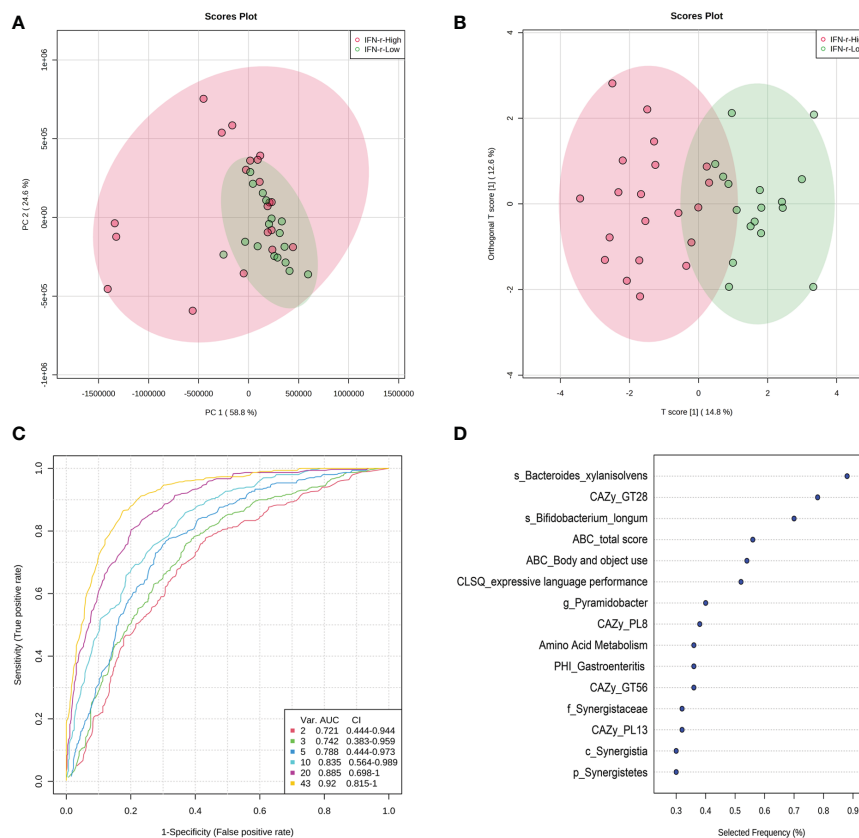 A
Scores Plot
IFN-r-High
IFN-r-Low
PC 2 ( 24.6 %)
1e+06
5e+05
0e+00
-5e+05
-1e+06
-1500000 -1000000 -500000 0 500000 1000000 1500000
PC 1 ( 58.8 %)
B
Scores Plot
IFN-r-Hi
IFN-r-Lo
Orthogonal T score [1] ( 12.6 %)
4
2
0
-2
-4
-4 -2 0 2 4
T score [1] ( 14.8 %)
C
Sensitivity (True positive rate)
1.0
0.8
0.6
0.4
0.2
0.0
Var. AUC CI
2 0.721 0.444-0.944
3 0.742 0.383-0.959
5 0.788 0.444-0.973
10 0.835 0.564-0.989
20 0.885 0.698-1
43 0.92 0.815-1
0.0 0.2 0.4 0.6 0.8 1.0
1-Specificity (False positive rate)
D
s_Bacteroides_xylanisolvens
CAZy_GT28
s_Bifidobacterium_longum
ABC_total score
ABC_Body and object use
CLSQ_expressive language performance
g_Pyramidobacter
CAZy_PL8
Amino Acid Metabolism
PHI_Gastroenteritis
CAZy_GT56
f_Synergistaceae
CAZy_PL13
c_Synergistia
p_Synergistetes
0.3 0.4 0.5 0.6 0.7 0.8 0.9
Selected Frequency (%)